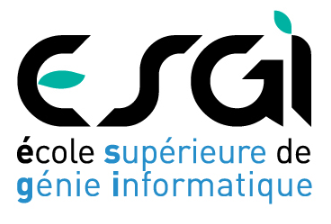 ESGI
école supérieure de
génie informatique